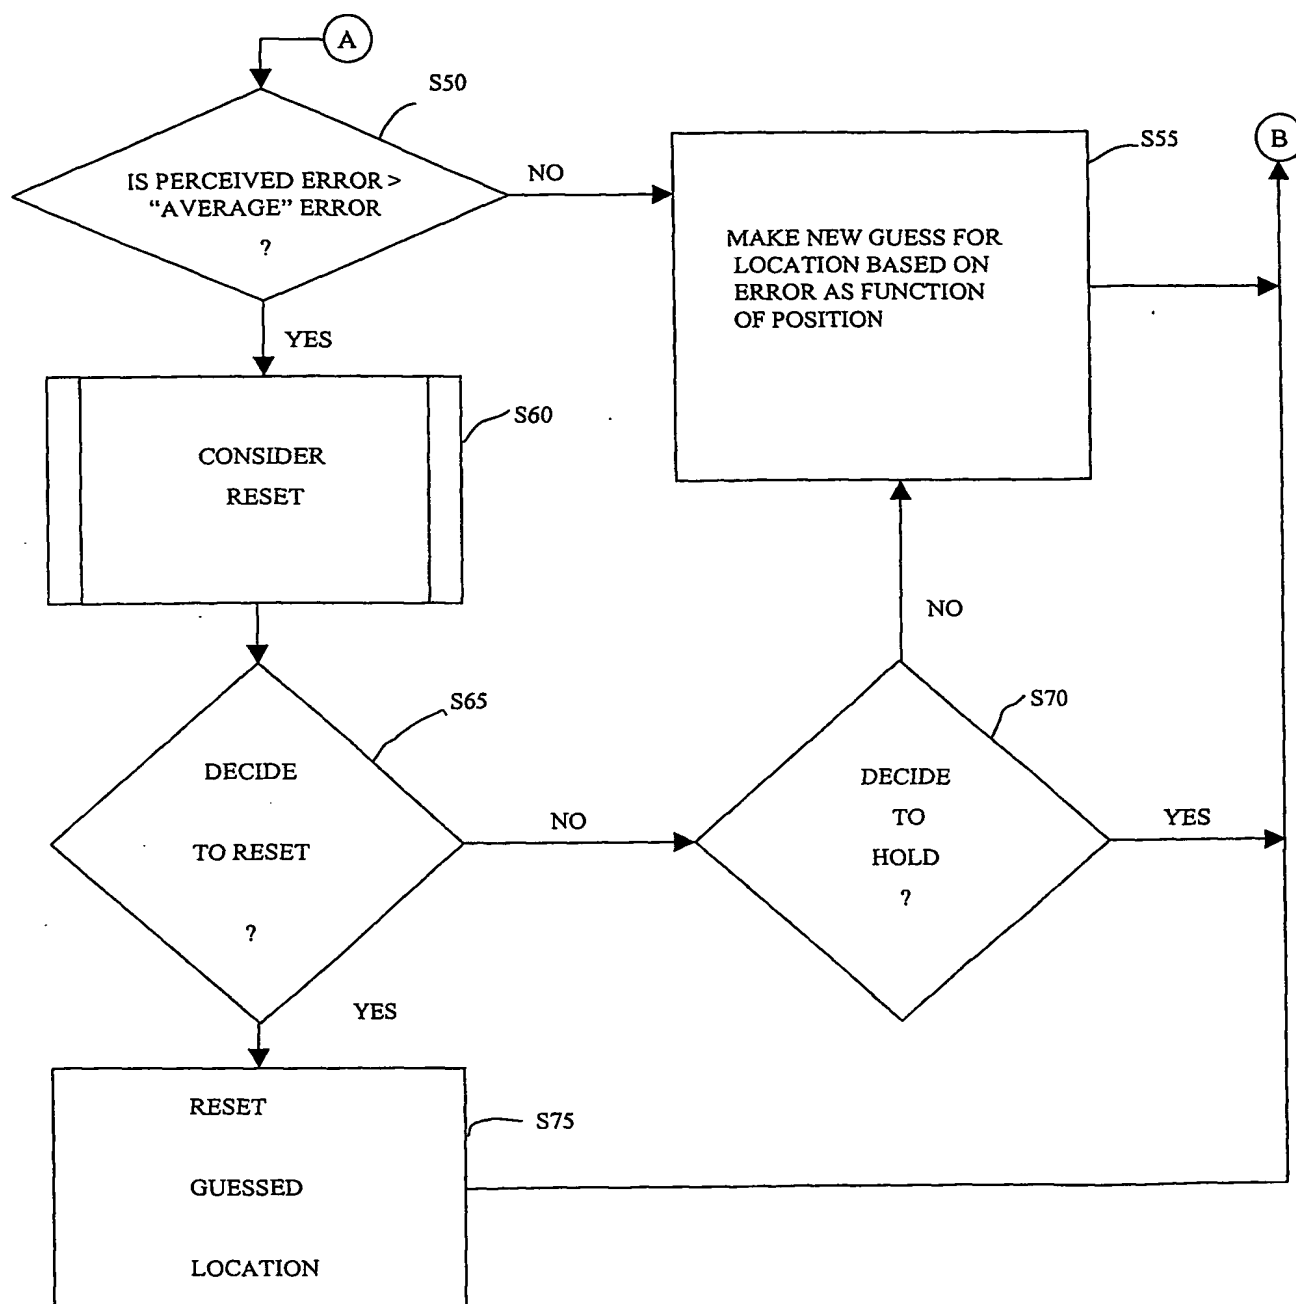 A
S50
IS PERCEIVED ERROR >
“AVERAGE” ERROR
?
NO
S55
B
MAKE NEW GUESS FOR
LOCATION BASED ON
ERROR AS FUNCTION
OF POSITION
YES
S60
CONSIDER
RESET
NO
S65
DECIDE
TO RESET
?
NO
S70
DECIDE
TO
HOLD
?
YES
YES
S75
RESET
GUESSED
LOCATION